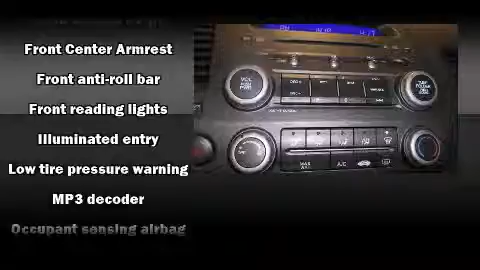 Front Center Armrest
Front anti-roll bar
Front reading lights
Illuminated entry
Low tire pressure warning
MP3 decoder
Occupant sensing airbag
VOL
A/C